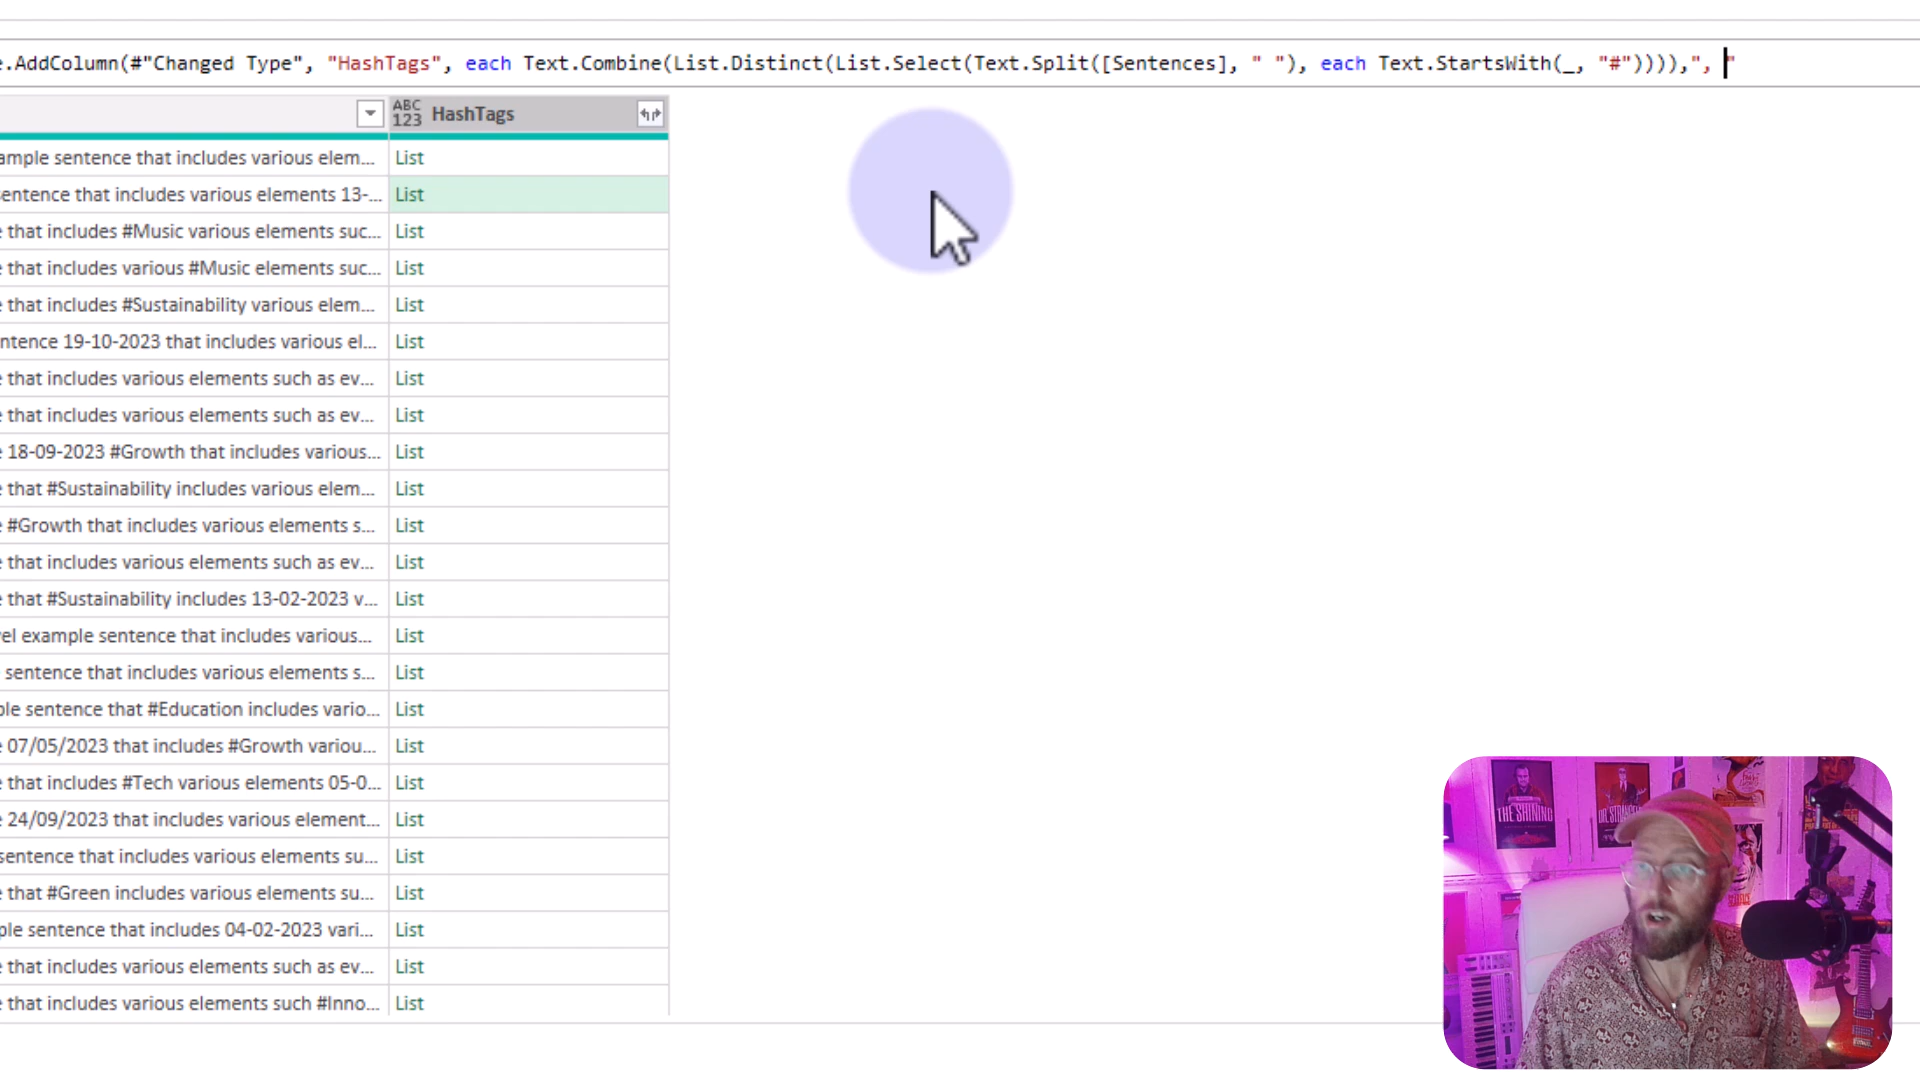 e.AddColumn(#"Changed Type", "HashTags", each Text.Combine(List.Distinct(List.Select(Text.Split([Sentences], " "), each Text.StartsWith(_, "#")))),", "
ABC
123
HashTags
ample sentence that includes various elem... List
sentence that includes various elements 13-... List
e that includes #Music various elements suc... List
e that includes various #Music elements suc... List
e that includes #Sustainability various elem... List
ntence 19-10-2023 that includes various el... List
e that includes various elements such as ev... List
e that includes various elements such as ev... List
e 18-09-2023 #Growth that includes various... List
e that #Sustainability includes various elem... List
e #Growth that includes various elements s... List
e that includes various elements such as ev... List
e that #Sustainability includes 13-02-2023 v... List
vel example sentence that includes various... List
sentence that includes various elements s... List
ple sentence that #Education includes vario... List
e 07/05/2023 that includes #Growth variou... List
e that includes #Tech various elements 05-0... List
e 24/09/2023 that includes various element... List
sentence that includes various elements su... List
e that #Green includes various elements su... List
ple sentence that includes 04-02-2023 vari... List
e that includes various elements such as ev... List
e that includes various elements such #Inno... List
THE SHINING